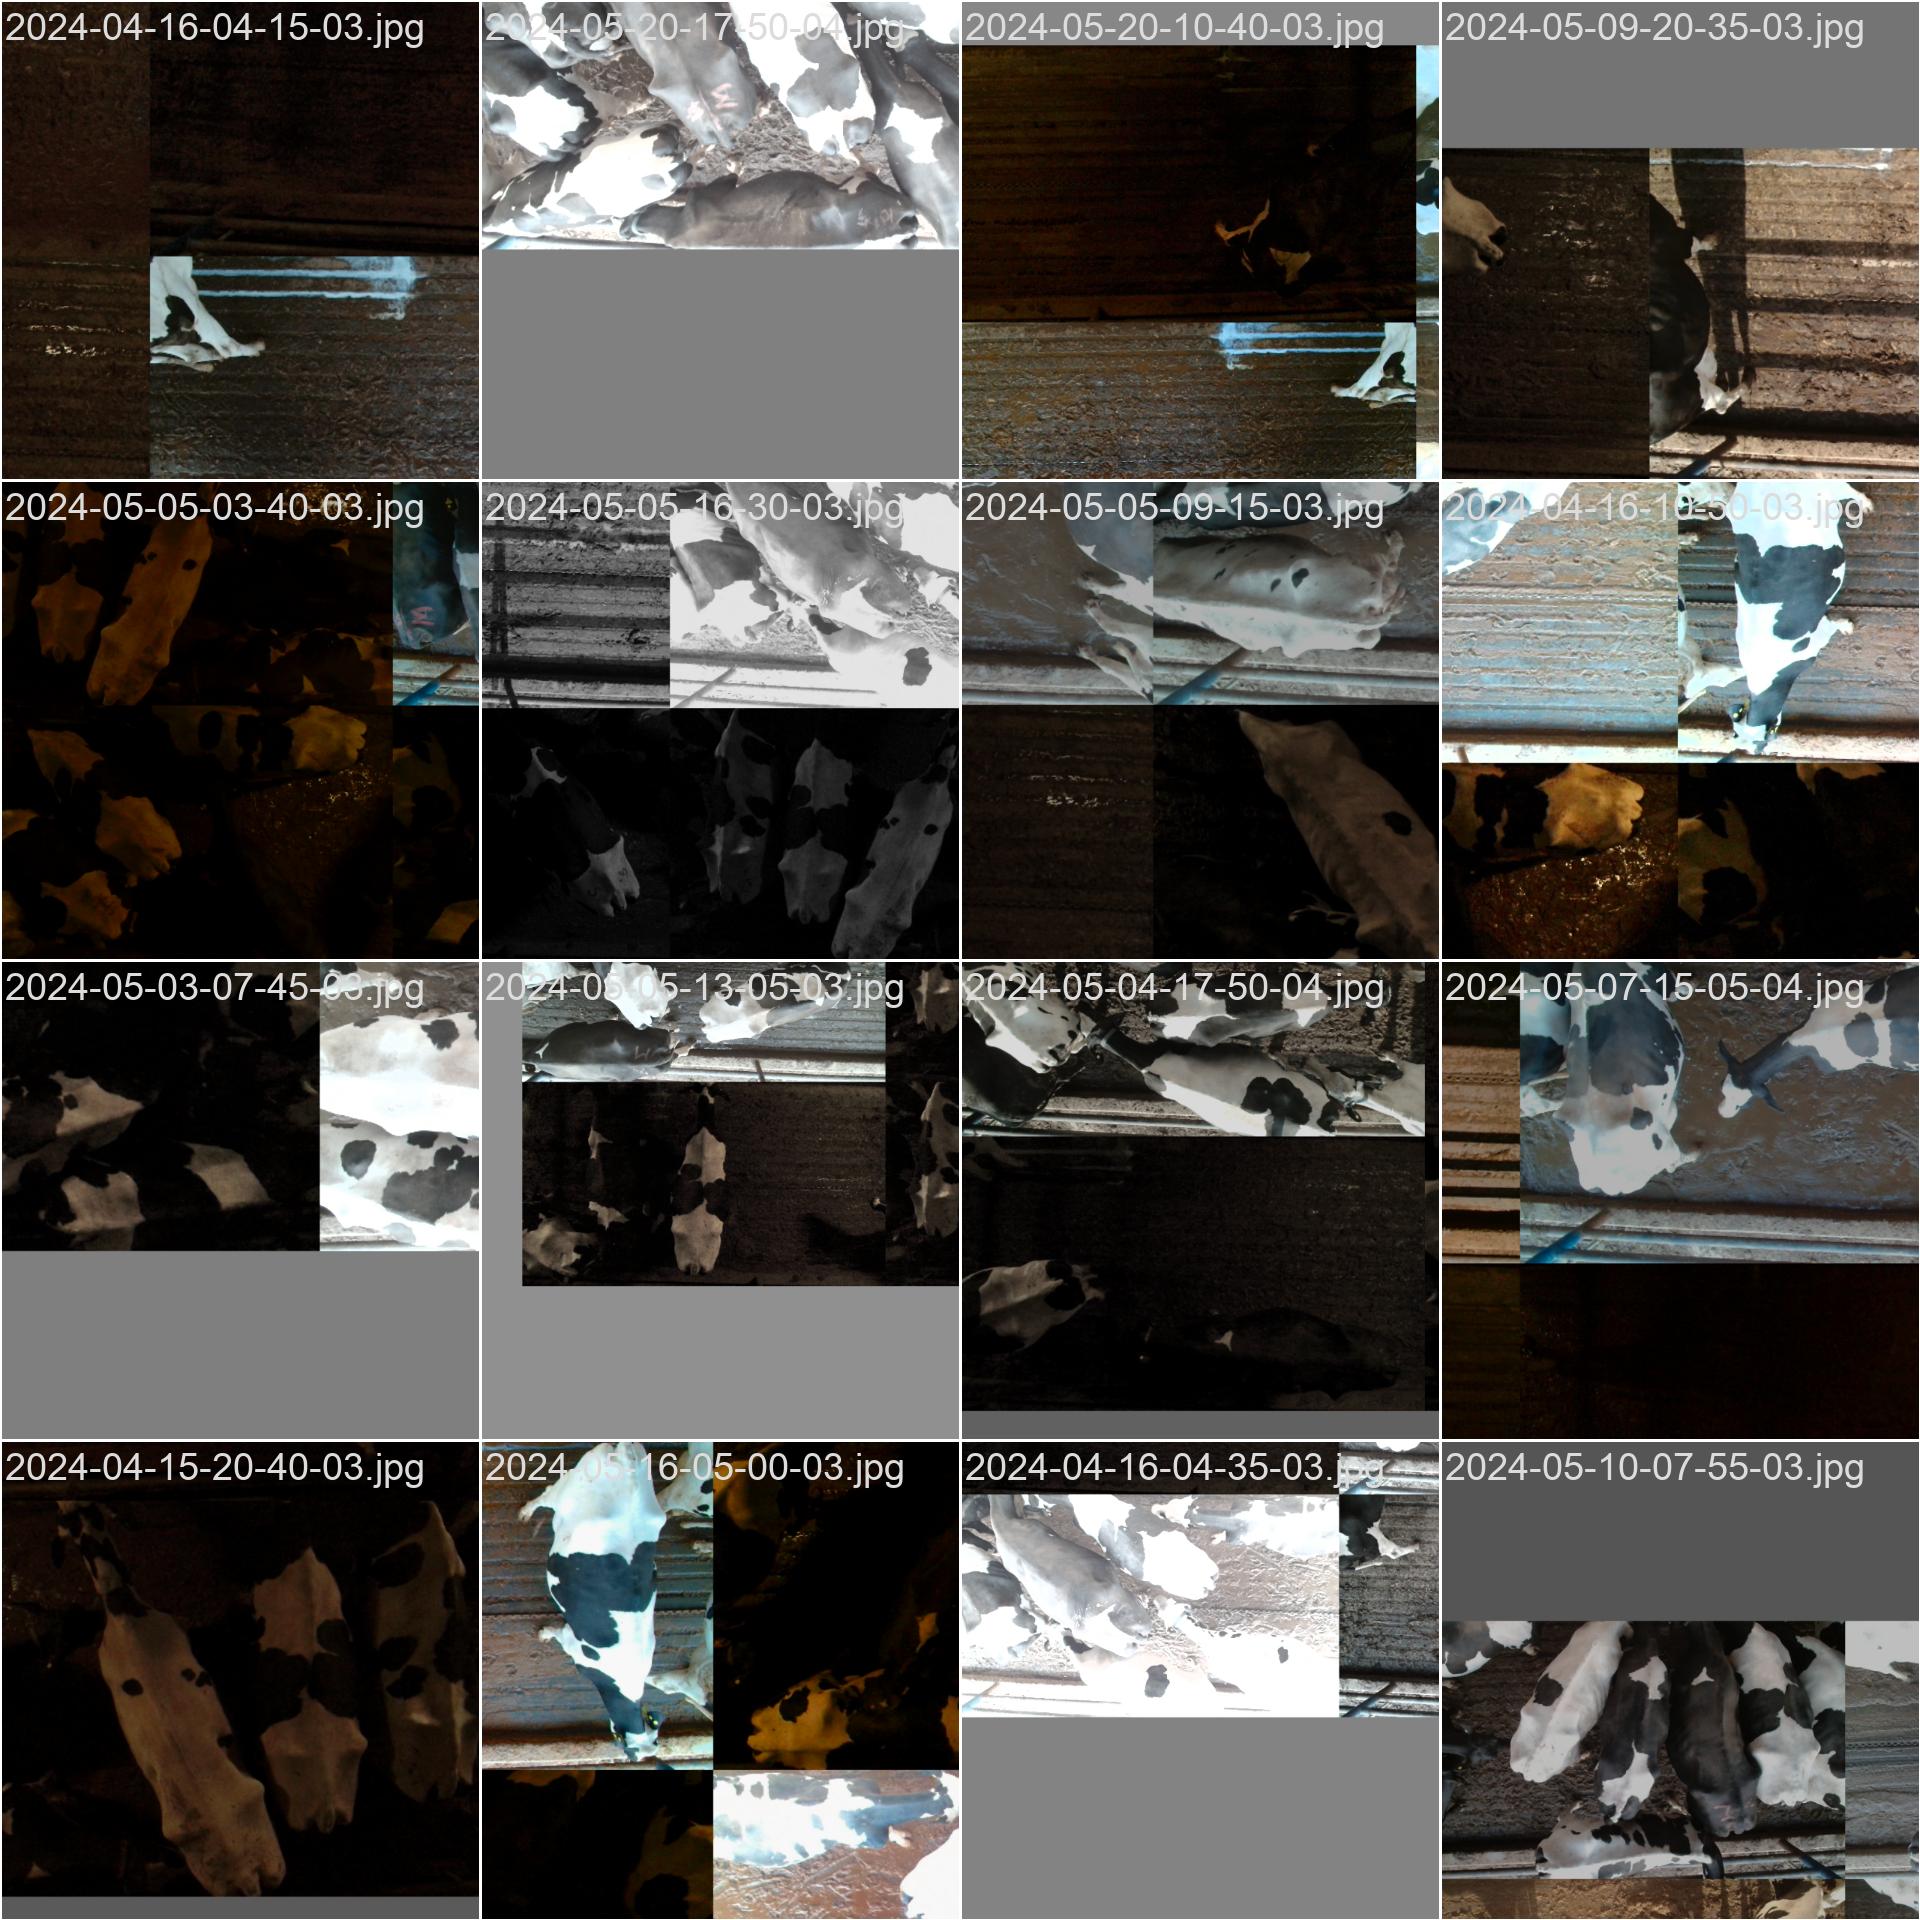 2024-04-16-04-15-03.jpg
2024-05-20-17-50-04.jpg
2024-05-20-10-40-03.jpg
2024-05-09-20-35-03.jpg
2024-05-05-03-40-03.jpg
2024-05-05-16-30-03.jpg
2024-05-05-09-15-03.jpg
2024-04-16-10-50-03.jpg
2024-05-03-07-45-03.jpg
2024-05-05-13-05-03.jpg
2024-05-04-17-50-04.jpg
2024-05-07-15-05-04.jpg
2024-04-15-20-40-03.jpg
2024-05-16-05-00-03.jpg
2024-04-16-04-35-03.jpg
2024-05-10-07-55-03.jpg